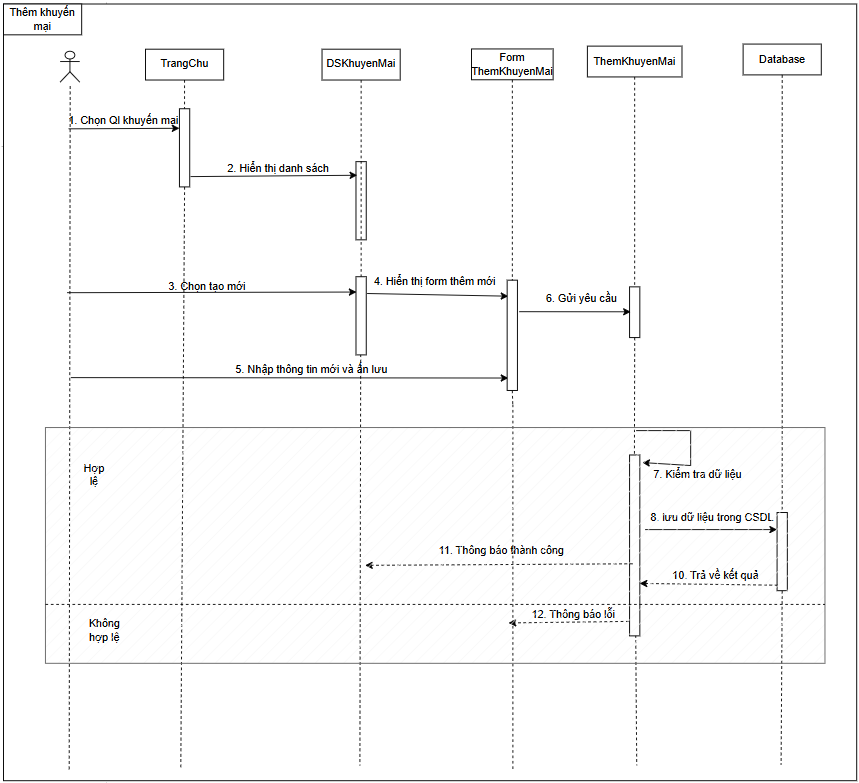 Thêm khuyến
mại
TrangChu
DSKhuyenMai
Form
ThemKhuyenMai
ThemKhuyenMai
Database
1. Chọn Ql khuyến mại
2. Hiển thị danh sách
3. Chọn tạo mới
4. Hiển thị form thêm mới
6. Gửi yêu cầu
5. Nhập thông tin mới và ấn lưu
Hợp
lệ
7. Kiểm tra dữ liệu
8. lưu dữ liệu trong CSDL
11. Thông báo thành công
10. Trả về kết quả
Không
hợp lệ
12. Thông báo lỗi